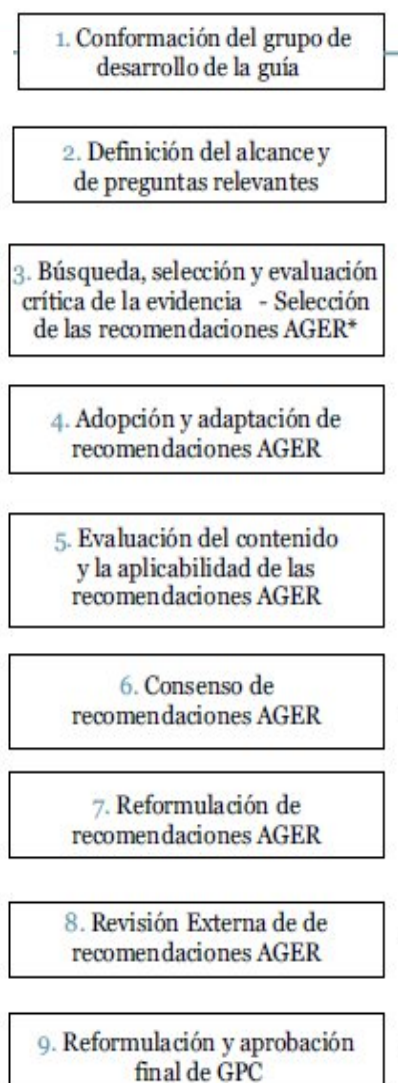 1. Conformación del grupo de
desarrollo de la guía
2. Definición del alcance y
de preguntas relevantes
3. Búsqueda, selección y evaluación
crítica de la evidencia - Selección
de las recomendaciones AGER*
4. Adopción y adaptación de
recomendaciones AGER
5. Evaluación del contenido
y la aplicabilidad de las
recomendaciones AGER
6. Consenso de
recomendaciones AGER
7. Reformulación de
recomendaciones AGER
8. Revisión Externa de de
recomendaciones AGER
9. Reformulación y aprobación
final de GPC